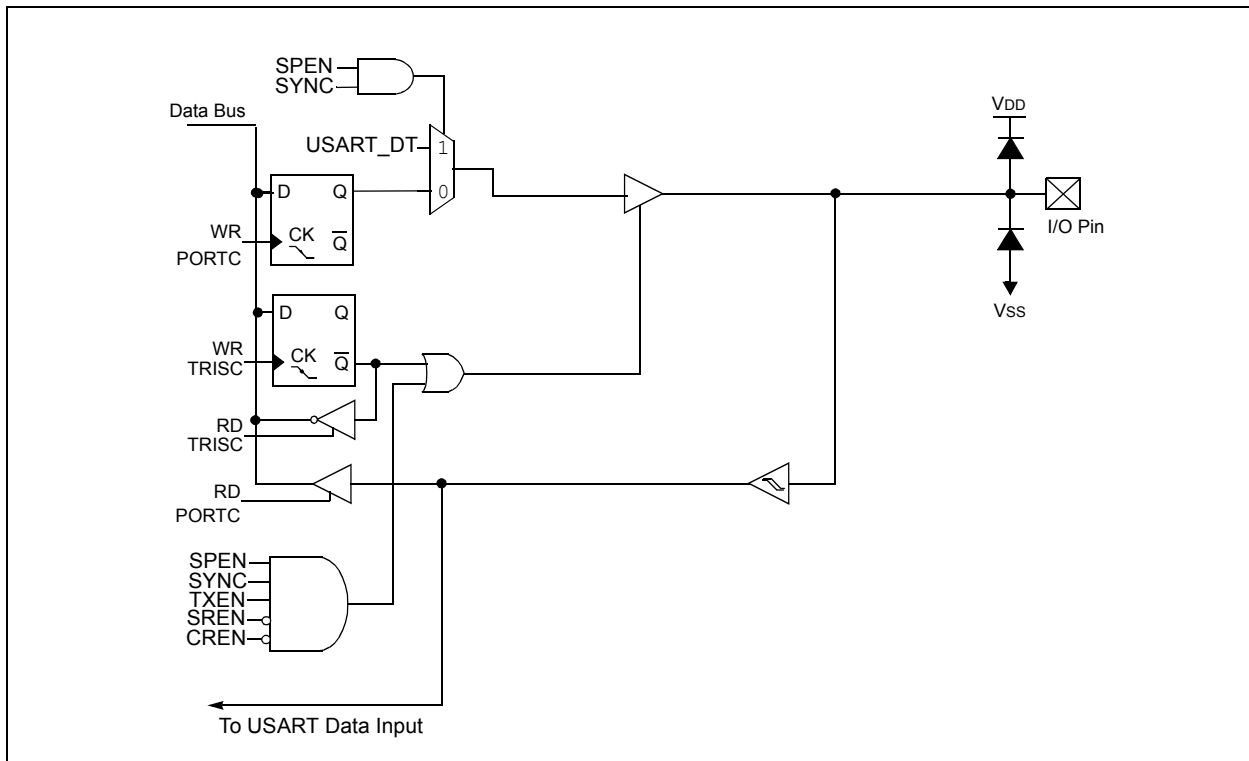 SPEN
SYNC
Data Bus
VDD
USART_DT
1
0
D
Q
CK
Q̅
WR
PORTC
I/O Pin
VSS
D
Q
CK
Q̅
WR
TRISC
RD
TRISC
RD
PORTC
SPEN
SYNC
TXEN
SREN
CREN
To USART Data Input